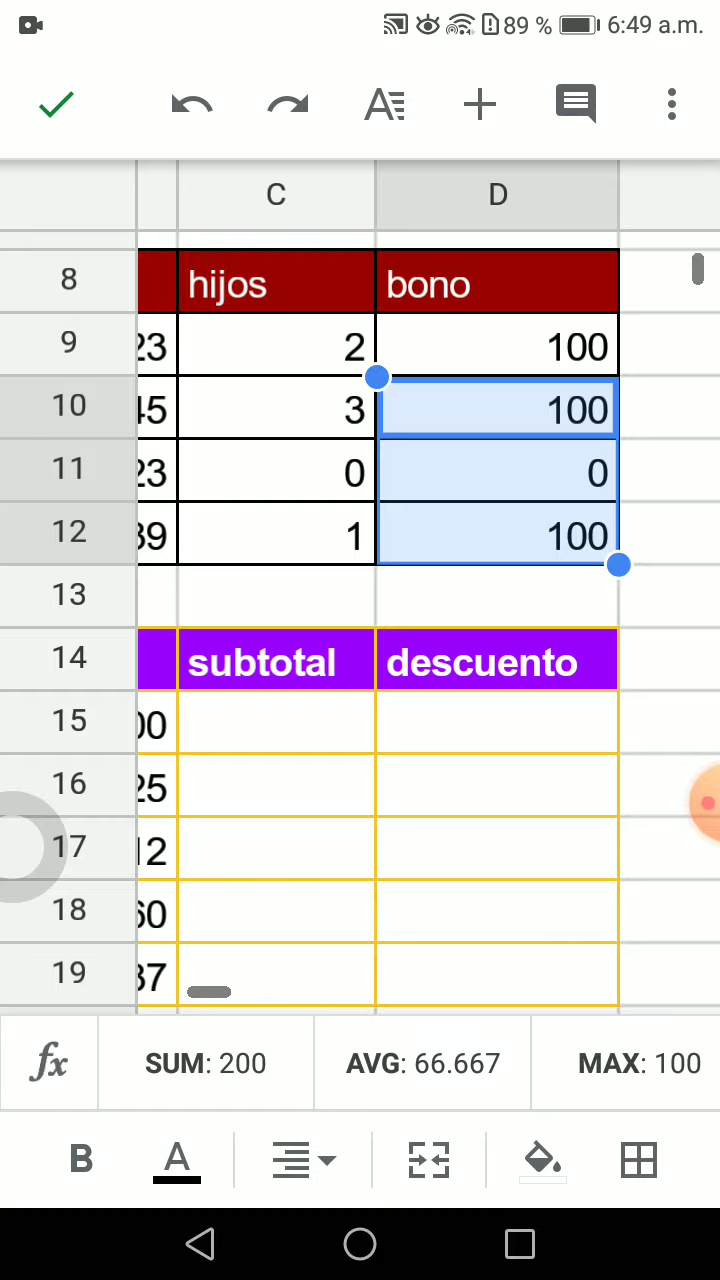 89 % 6:49 a.m.
A
C D
8 hijos bono
9 23 2 100
10 45 3 100
11 23 0 0
12 39 1 100
13
14 subtotal descuento
15 00
16 25
17 12
18 60
19 37
fx SUM: 200 AVG: 66.667 MAX: 100
B A